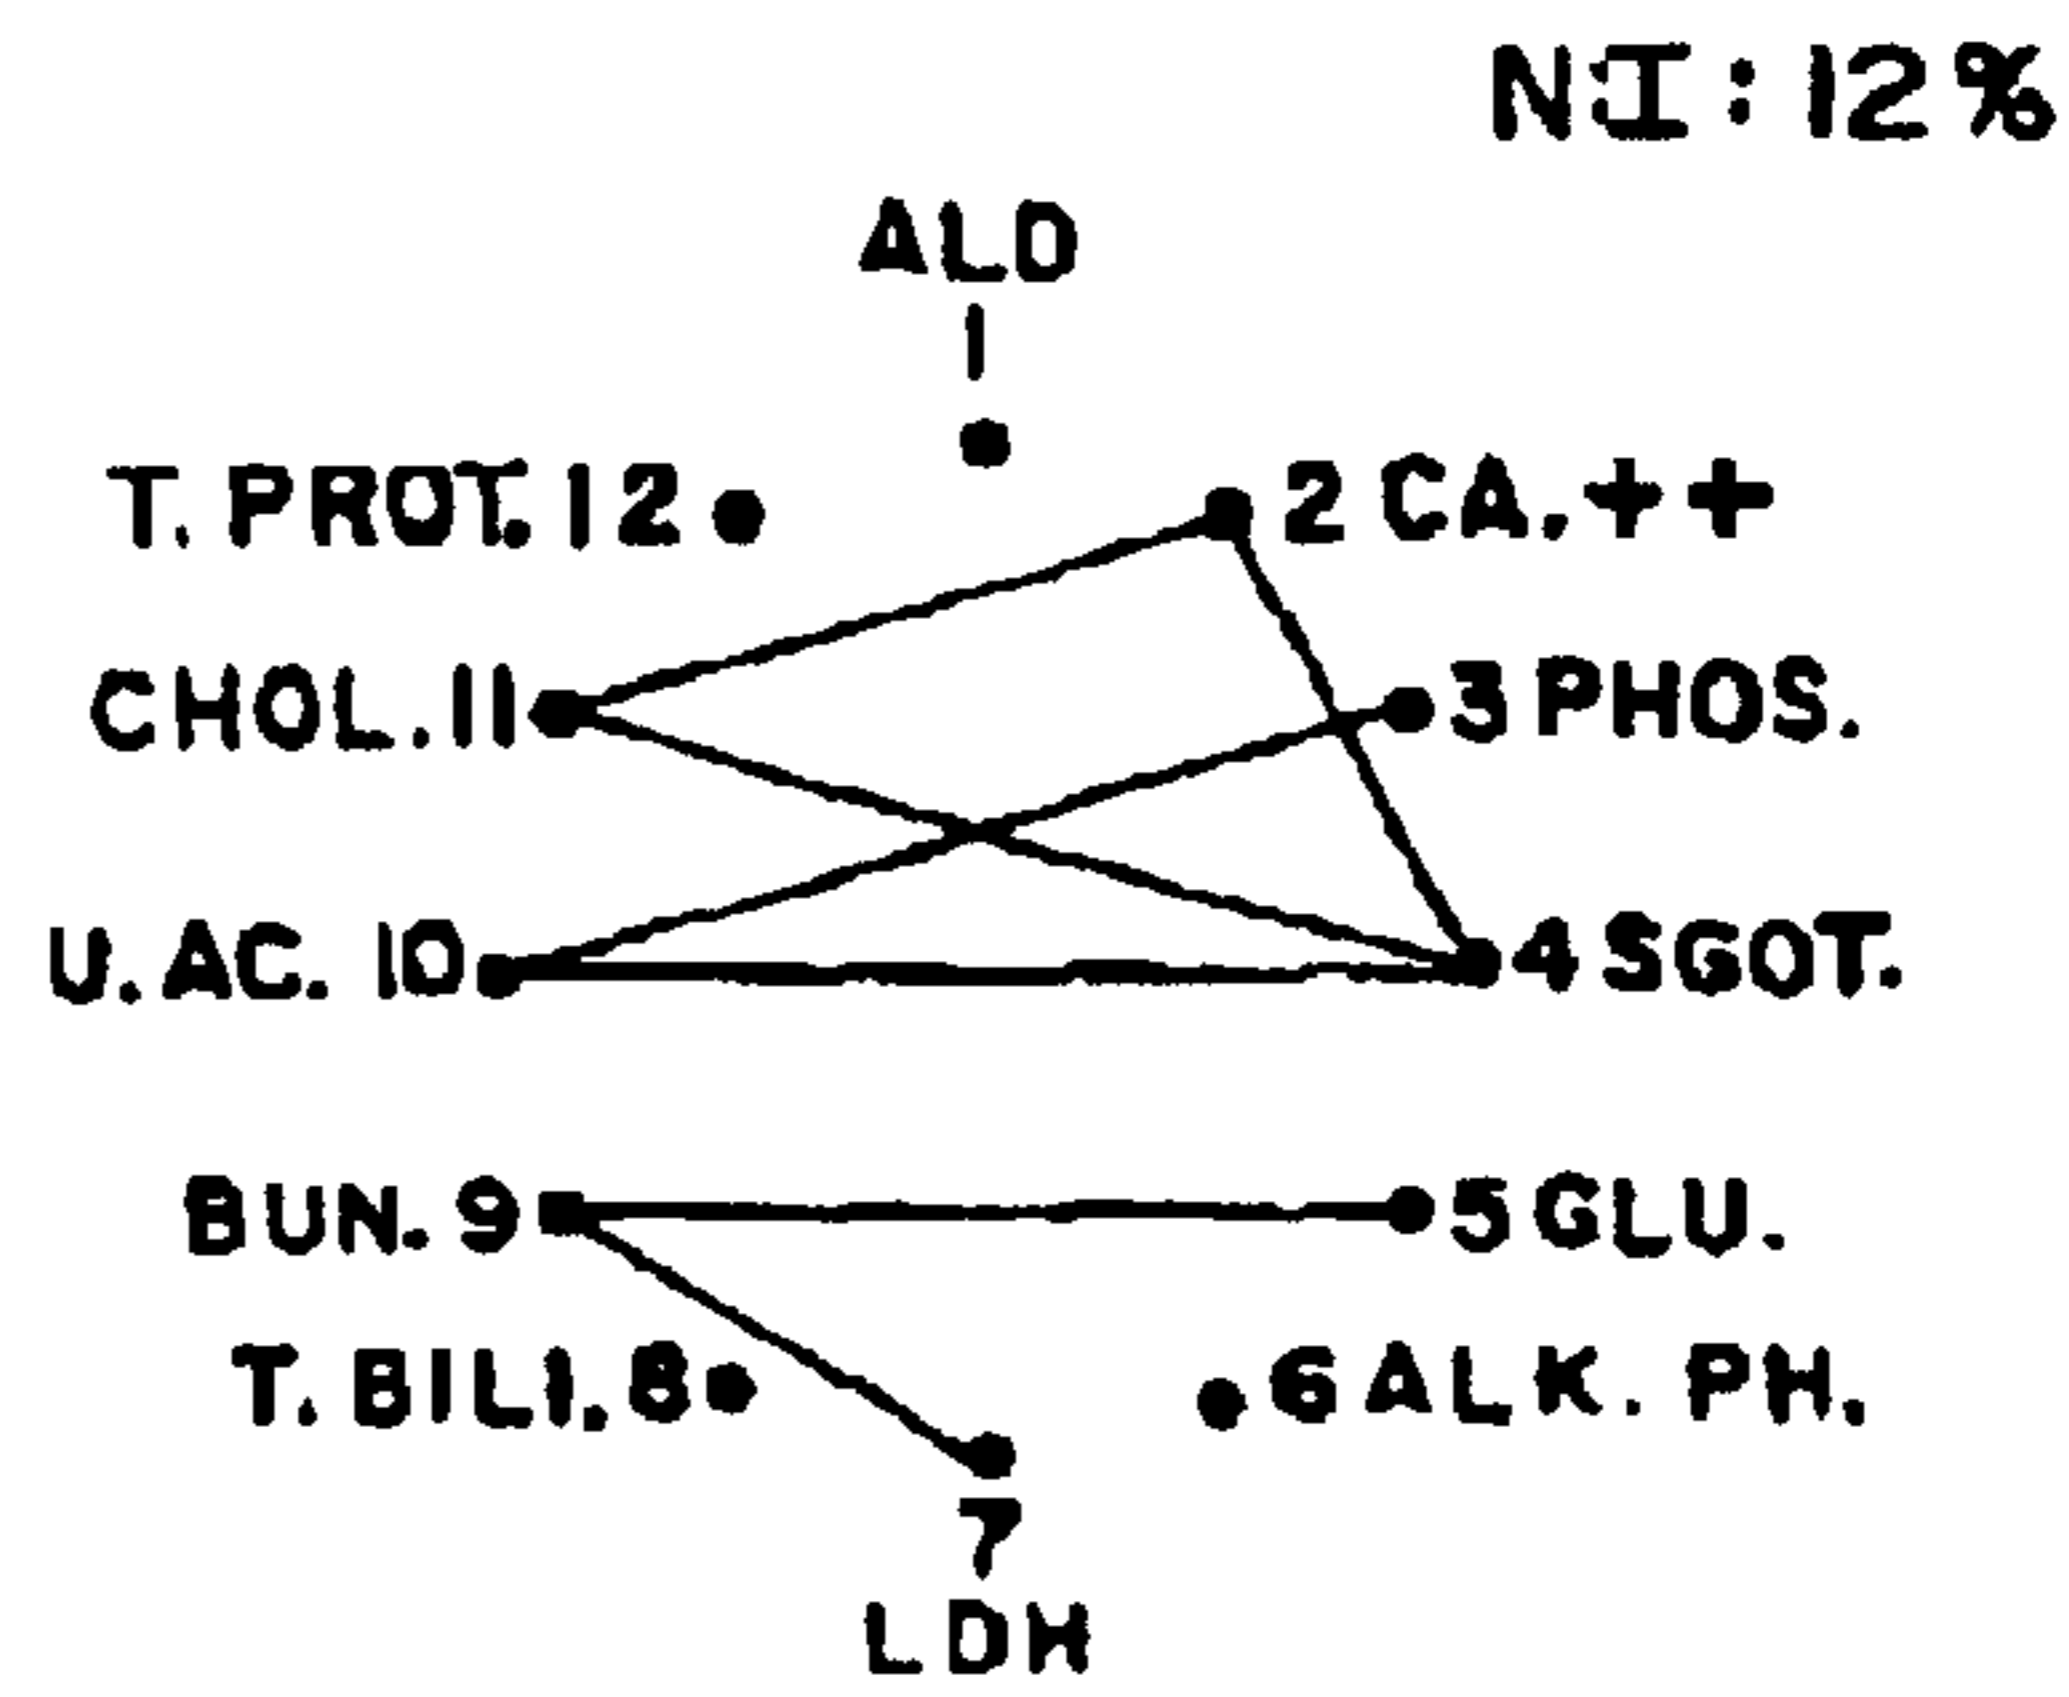 NI:12%
ALO
1
T. PROT. 12
2 CA.++
CHOL. 11
3 PHOS.
U. AC. 10
4 SGOT.
BUN. 9
5 GLU.
T. BILI. 8
6 ALK. PH.
7
LDH